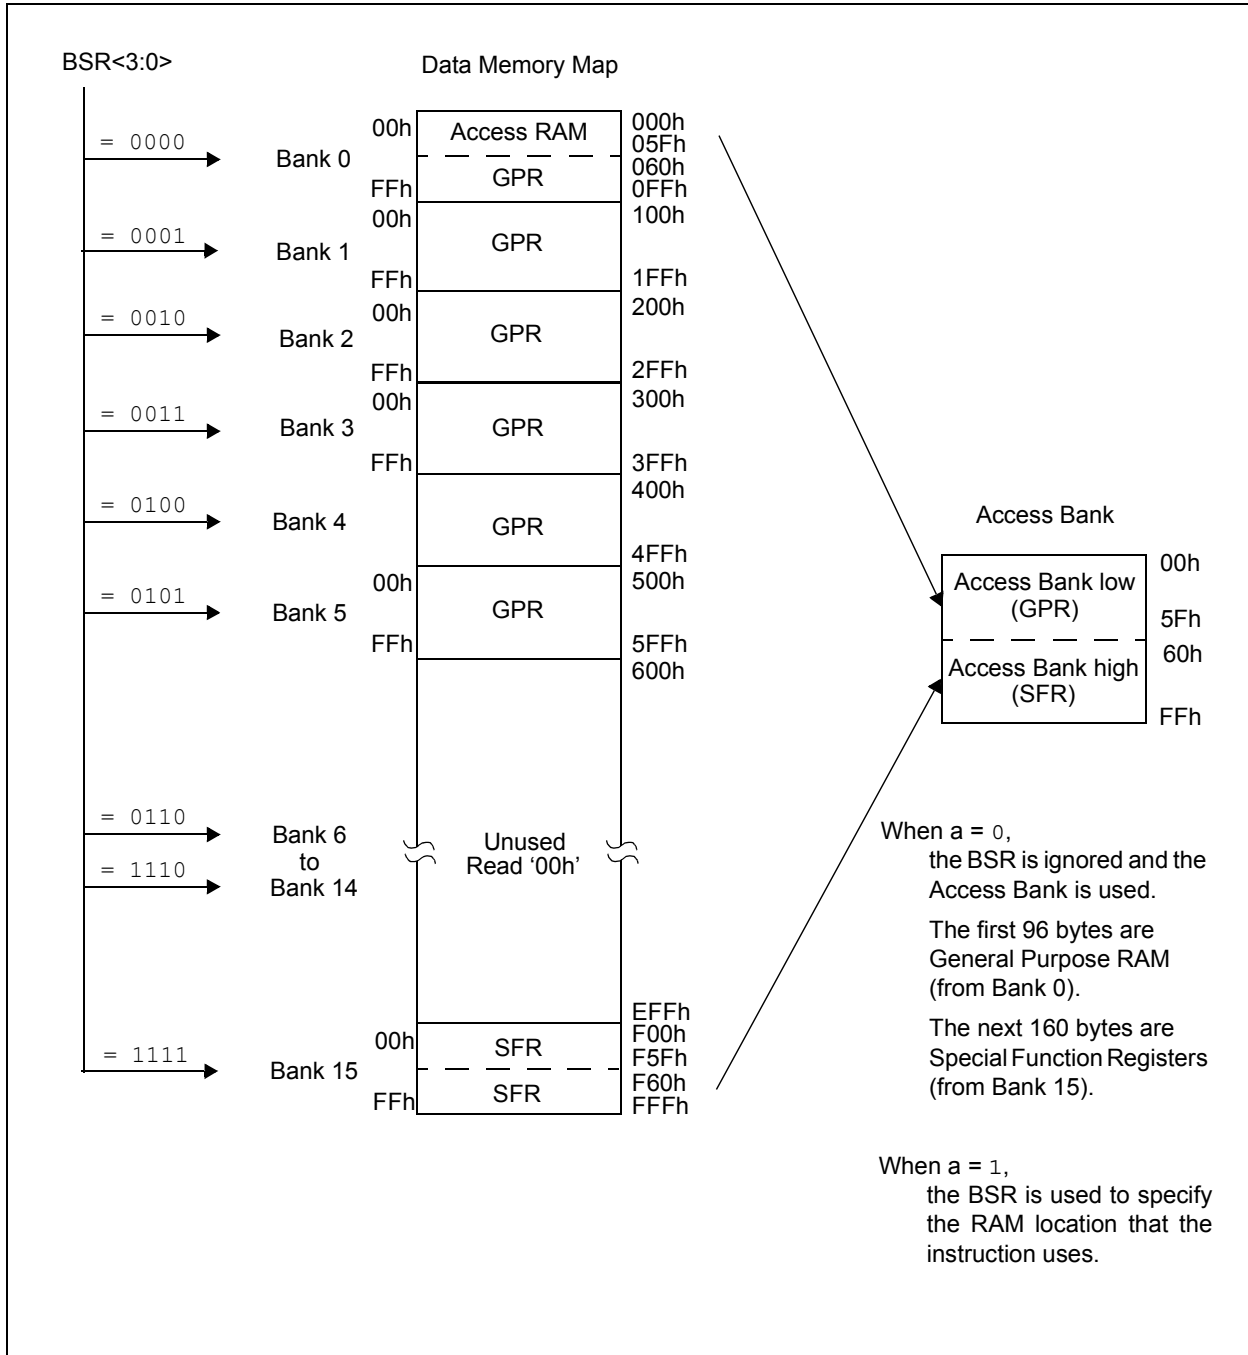 BSR<3:0>
Data Memory Map
= 0000
Bank 0
00h
FFh
Access RAM
GPR
000h
05Fh
060h
0FFh
= 0001
Bank 1
00h
FFh
GPR
100h
1FFh
= 0010
Bank 2
00h
FFh
GPR
200h
2FFh
= 0011
Bank 3
00h
FFh
GPR
300h
3FFh
= 0100
Bank 4
GPR
400h
4FFh
= 0101
Bank 5
00h
FFh
GPR
500h
5FFh
600h
= 0110
= 1110
Bank 6
to
Bank 14
Unused
Read ‘00h’
EFFh
= 1111
Bank 15
00h
FFh
SFR
SFR
F00h
F5Fh
F60h
FFFh
Access Bank
Access Bank low
(GPR)
Access Bank high
(SFR)
00h
5Fh
60h
FFh
When a = 0,
the BSR is ignored and the
Access Bank is used.
The first 96 bytes are
General Purpose RAM
(from Bank 0).
The next 160 bytes are
Special Function Registers
(from Bank 15).
When a = 1,
the BSR is used to specify
the RAM location that the
instruction uses.